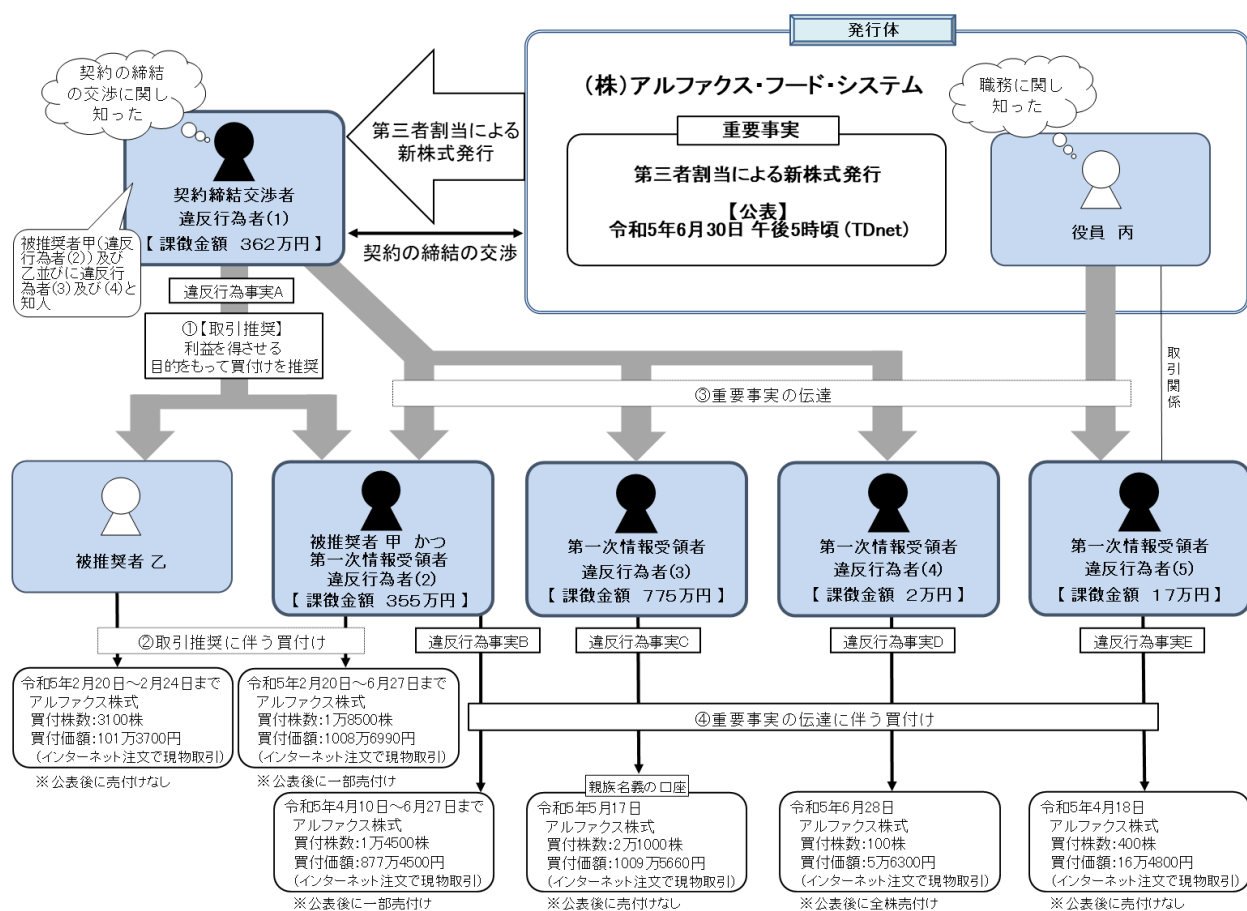 発行体
(株)アルファクス・フード・システム
契約の締結
の交渉に関し
知った
職務に関し
知った
第三者割当による
新株式発行
重要事実
第三者割当による新株式発行
【公表】
令和5年6月30日 午後5時頃 (TDnet)
契約締結交渉者
違反行為者(1)
【 課徴金額 362万円 】
契約の締結の交渉
役員 丙
被推奨者甲(違反
行為者(2))及び
乙並びに違反行
為者(3)及び(4)と
知人
違反行為事実A
①【取引推奨】
利益を得させる
目的をもって買付けを推奨
取引関係
③重要事実の伝達
被推奨者 乙
被推奨者 甲 かつ
第一次情報受領者
違反行為者(2)
【 課徴金額 355万円 】
第一次情報受領者
違反行為者(3)
【 課徴金額 775万円 】
第一次情報受領者
違反行為者(4)
【 課徴金額 2万円 】
第一次情報受領者
違反行為者(5)
【 課徴金額 17万円 】
②取引推奨に伴う買付け
違反行為事実B
違反行為事実C
違反行為事実D
違反行為事実E
令和5年2月20日~2月24日まで
アルファクス株式
買付株数:3100株
買付価額:101万3700円
(インターネット注文で現物取引)
※公表後に売付けなし
令和5年2月20日~6月27日まで
アルファクス株式
買付株数:1万8500株
買付価額:1008万6990円
(インターネット注文で現物取引)
※公表後に一部売付け
④重要事実の伝達に伴う買付け
令和5年4月10日~6月27日まで
アルファクス株式
買付株数:1万4500株
買付価額:877万4500円
(インターネット注文で現物取引)
※公表後に一部売付け
親族名義の口座
令和5年5月17日
アルファクス株式
買付株数:2万1000株
買付価額:1009万5660円
(インターネット注文で現物取引)
※公表後に売付けなし
令和5年6月28日
アルファクス株式
買付株数:100株
買付価額:5万6300円
(インターネット注文で現物取引)
※公表後に全株売付け
令和5年4月18日
アルファクス株式
買付株数:400株
買付価額:16万4800円
(インターネット注文で現物取引)
※公表後に売付けなし